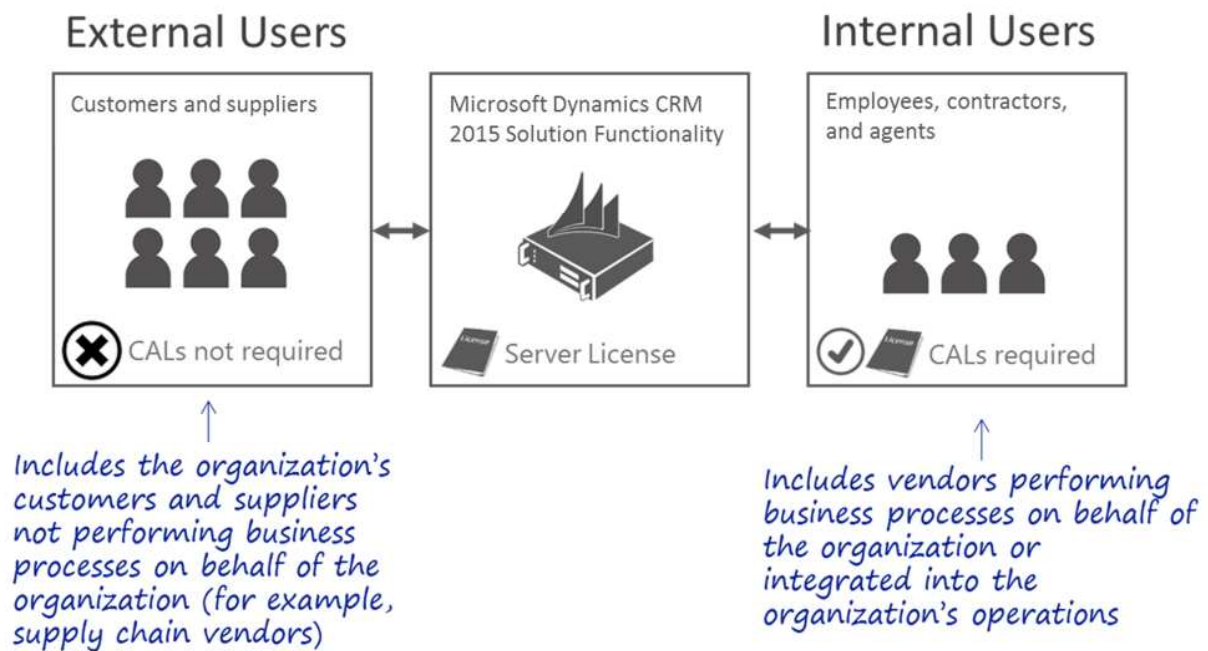 External Users
Internal Users
Customers and suppliers
CALs not required
Microsoft Dynamics CRM
2015 Solution Functionality
Server License
Employees, contractors,
and agents
License
CALs required
License
Includes the organization's
customers and suppliers
not performing business
processes on behalf of the
organization (for example,
supply chain vendors)
Includes vendors performing
business processes on behalf of
the organization or
integrated into the
organization's operations